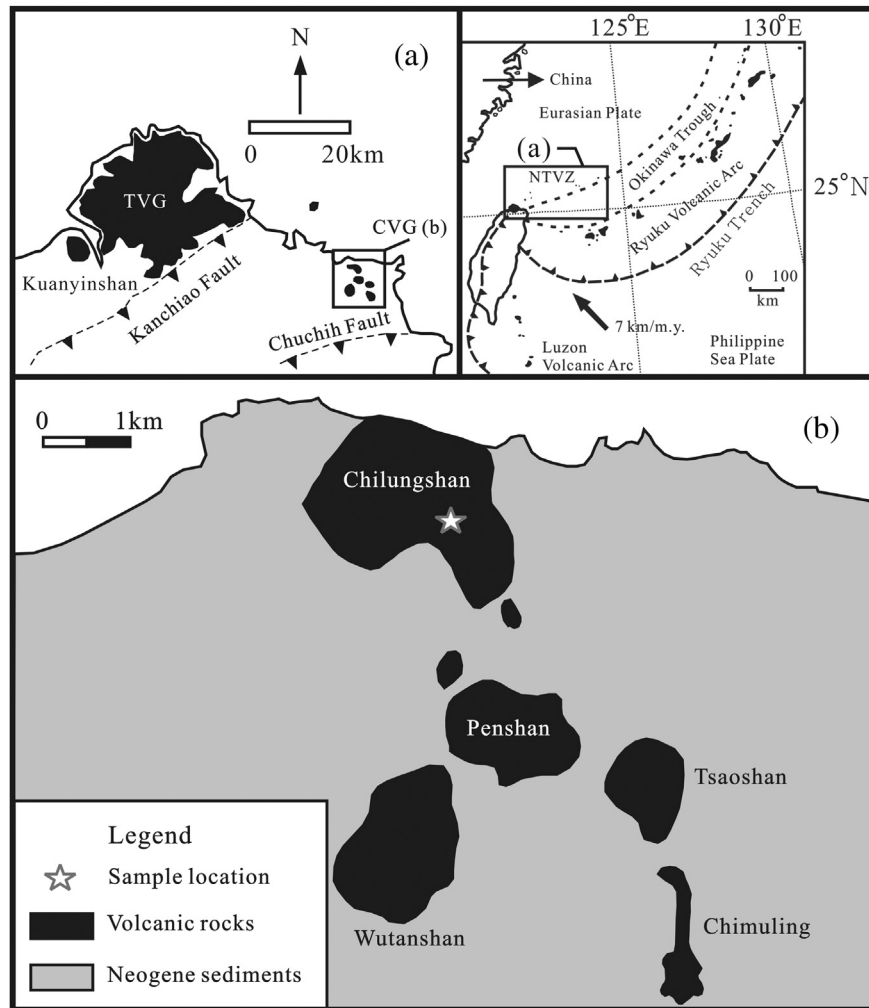 (a)
N
0 20km
TVG
CVG (b)
Kuanyinshan
Kanchiao Fault
Chuchih Fault
125°E 130°E
China
Eurasian Plate
(a)
NTVZ
Okinawa Trough
25°N
Ryuku Volcanic Arc
Ryuku Trench
0 100
km
7 km/m.y.
Luzon
Volcanic Arc
Philippine
Sea Plate
0 1km
(b)
Chilungshan
Penshan
Tsaoshan
Wutanshan
Chimuling
Legend
Sample location
Volcanic rocks
Neogene sediments